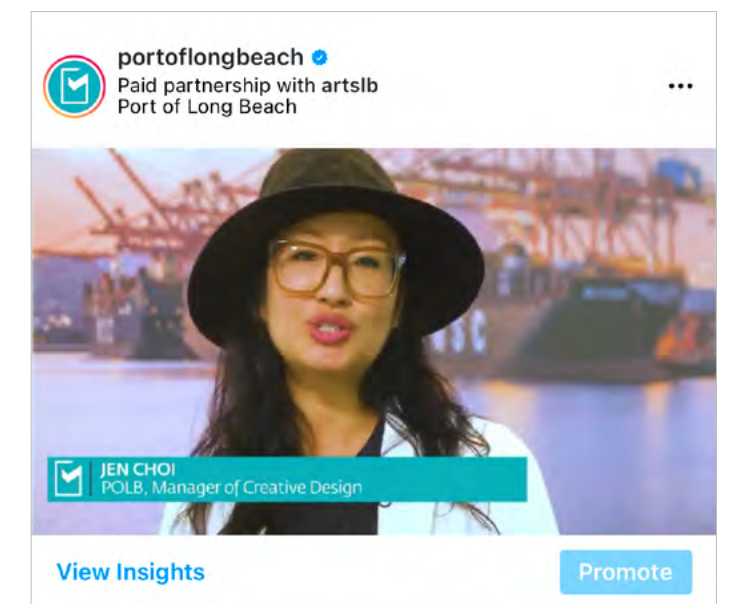 portoflongbeach
Paid partnership with artslb
Port of Long Beach
JEN CHOI
POLB, Manager of Creative Design
View Insights
Promote